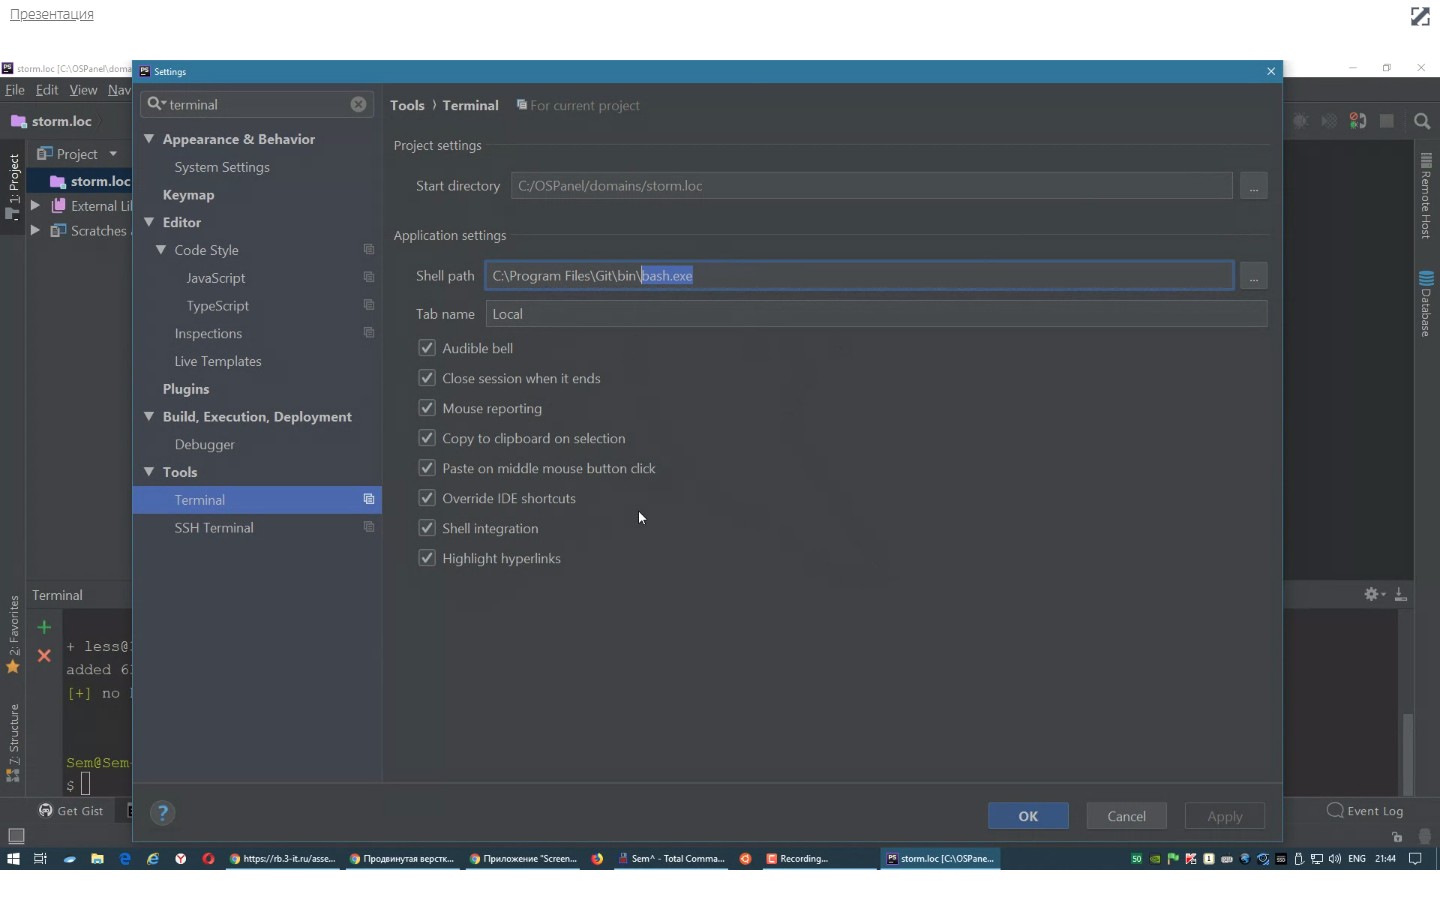 Презентация
storm.loc [C:\OSPanel\doma
Settings
File Edit View Nav
terminal
Tools 〉 Terminal For current project
storm.loc
Appearance & Behavior
Project settings
1: Project
Project
System Settings
Start directory C:/OSPanel/domains/storm.loc ...
storm.loc
Keymap
Remote Host
External Li
Editor
Application settings
Scratches
Code Style
JavaScript
Shell path C:\Program Files\Git\bin\bash.exe ...
TypeScript
Tab name Local
Database
Inspections
Audible bell
Live Templates
Close session when it ends
Plugins
Mouse reporting
Build, Execution, Deployment
Copy to clipboard on selection
Debugger
Paste on middle mouse button click
Tools
Override IDE shortcuts
Terminal
Shell integration
SSH Terminal
Highlight hyperlinks
Terminal
2: Favorites
+ less@
added 6
[+] no
7: Structure
Sem@Sem-
$
Get Gist
?
OK Cancel Apply
Event Log
https://rb.3-it.ru/asse... Продвинутая верстк... Приложение "Screen... Sem^ - Total Comma... Recording... storm.loc [C:\OSPane... 50 ENG 21:44